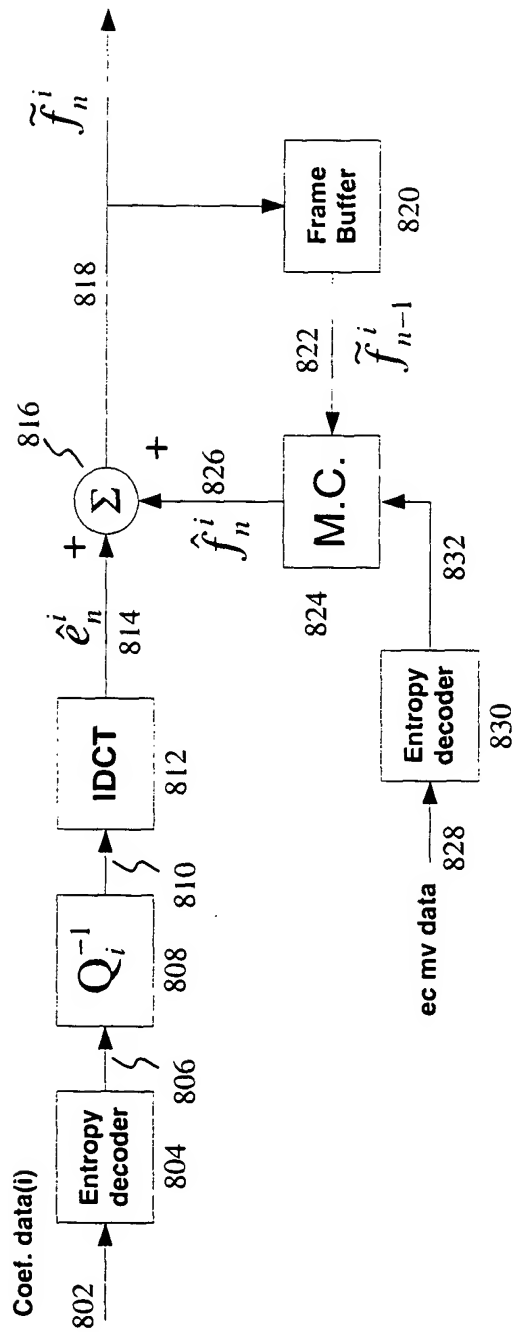 Coef. data(i)
802
Entropy
decoder
804
806
Q_i^{-1}
808
810
IDCT
812
ê_n^i
814
+
Σ
816
+
818
f̃_n^i
Frame
Buffer
820
822
f̃_{n-1}^i
M.C.
824
f̂_n^i
826
832
Entropy
decoder
830
828
ec mv data